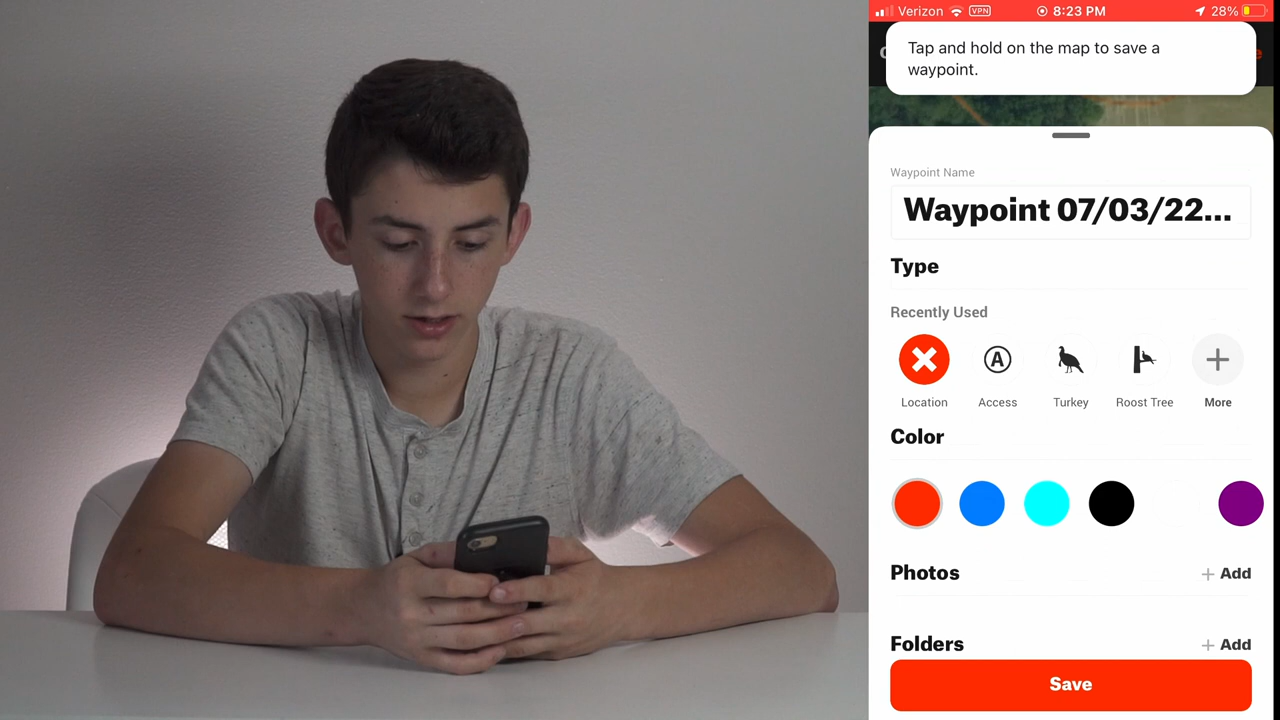 Verizon VPN 8:23 PM 28%
Tap and hold on the map to save a
waypoint.
Waypoint Name
Waypoint 07/03/22...
Type
Recently Used
A
Location Access Turkey Roost Tree More
Color
Photos + Add
Folders + Add
Save